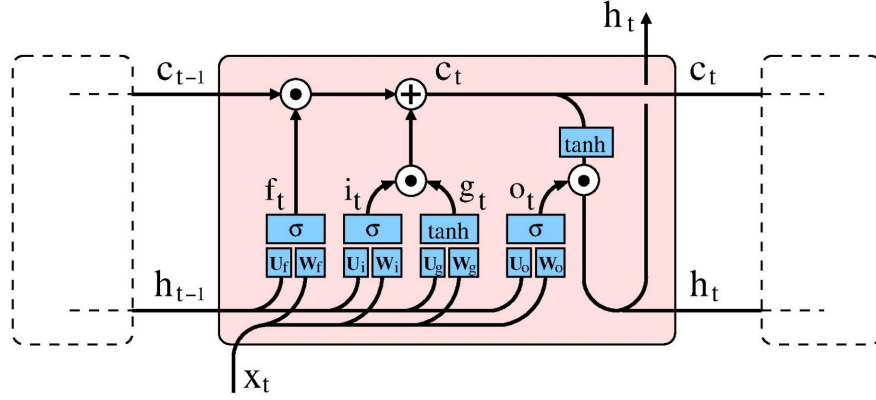 h_t
c_{t-1} c_t c_t
tanh
f_t i_t g_t o_t
σ σ tanh σ
U_f W_f U_i W_i U_g W_g U_o W_o
h_{t-1} h_t
x_t